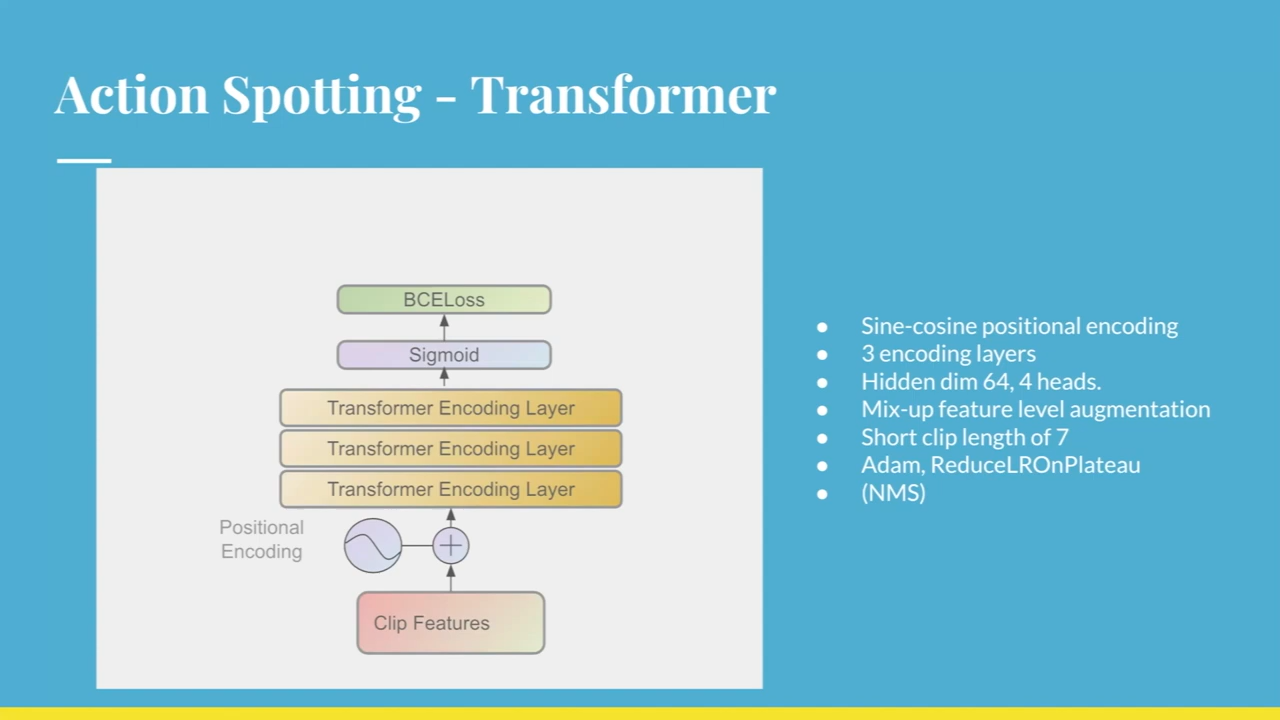 Action Spotting - Transformer
BCELoss
Sigmoid
Transformer Encoding Layer
Transformer Encoding Layer
Transformer Encoding Layer
Positional
Encoding
Clip Features
● Sine-cosine positional encoding
● 3 encoding layers
● Hidden dim 64, 4 heads.
● Mix-up feature level augmentation
● Short clip length of 7
● Adam, ReduceLROnPlateau
● (NMS)